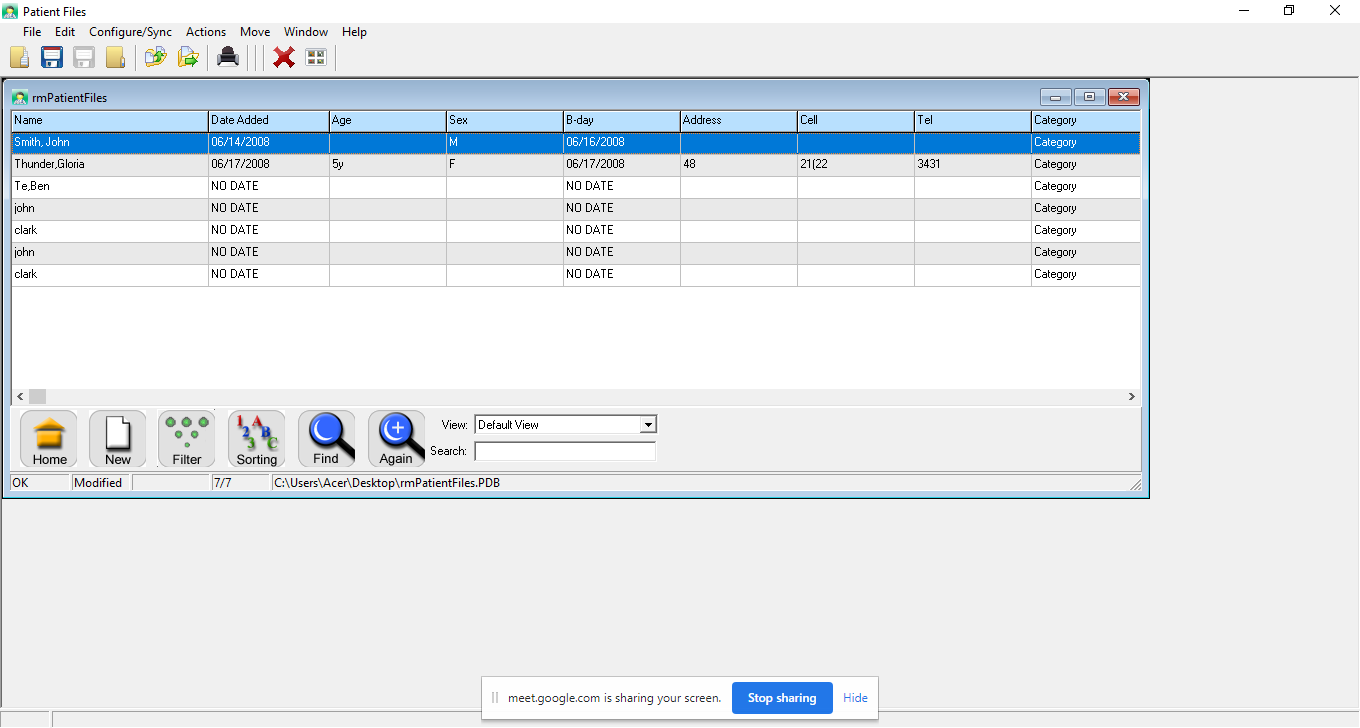 Patient Files
File Edit Configure/Sync Actions Move Window Help
rmPatientFiles
Name Date Added Age Sex B-day Address Cell Tel Category
Smith, John 06/14/2008 M 06/16/2008 Category
Thunder,Gloria 06/17/2008 5y F 06/17/2008 48 21(22 3431 Category
Te,Ben NO DATE NO DATE Category
john NO DATE NO DATE Category
clark NO DATE NO DATE Category
john NO DATE NO DATE Category
clark NO DATE NO DATE Category
Home New Filter Sorting Find Again
View: Default View
Search:
OK Modified 7/7 C:\Users\Acer\Desktop\rmPatientFiles.PDB
meet.google.com is sharing your screen. Stop sharing Hide